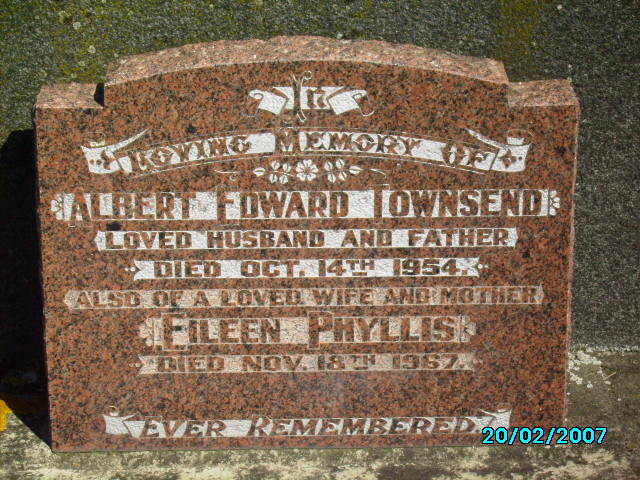 IN
LOVING MEMORY OF
ALBERT EDWARD TOWNSEND
LOVED HUSBAND AND FATHER
DIED OCT. 14TH 1954.
ALSO OF A LOVED WIFE AND MOTHER
EILEEN PHYLLIS
DIED NOV. 18TH 1967.
EVER REMEMBERED.
20/02/2007